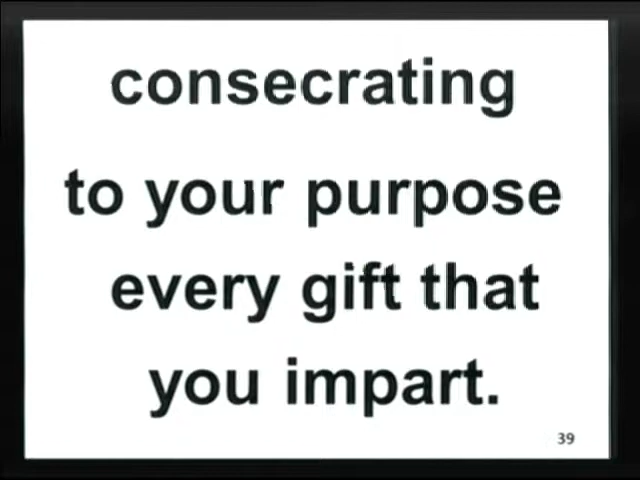 consecrating
to your purpose
every gift that
you impart.
39